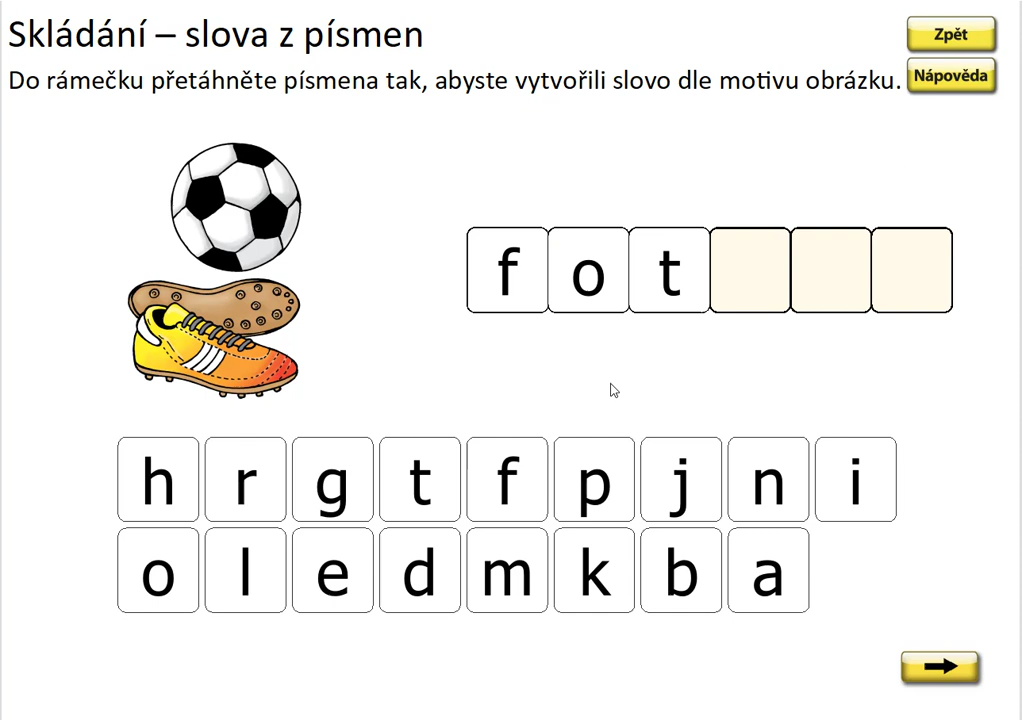 Skládání – slova z písmen
Zpět
Do rámečku přetáhněte písmena tak, abyste vytvořili slovo dle motivu obrázku.
Nápověda
f o t
h r g t f p j n i
o l e d m k b a